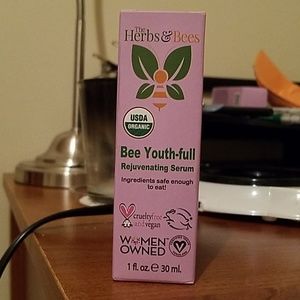 The
Herbs & Bees
USDA
ORGANIC
Bee Youth-full
Rejuvenating Serum
Ingredients safe enough
to eat!
crueltyfree
and vegan
WOMEN
OWNED
1 fl. oz. 30 ml.